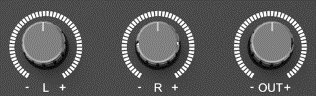 - L +
- R +
- OUT+